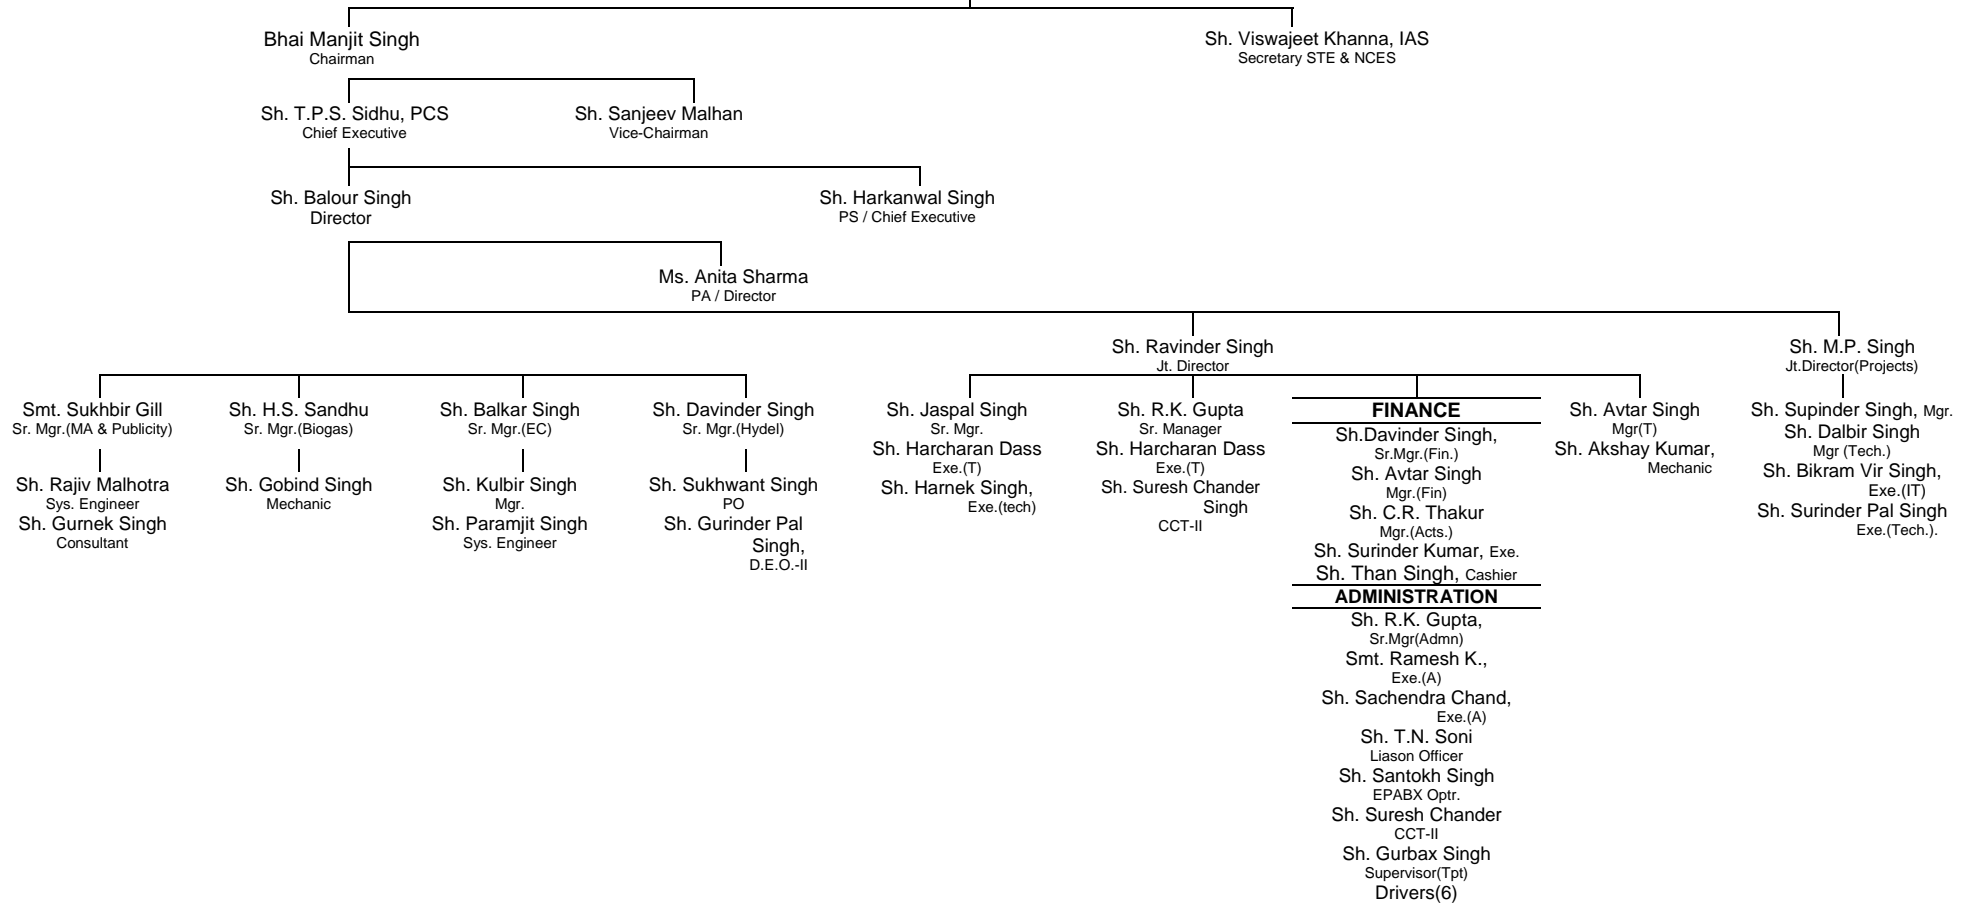 Bhai Manjit Singh
Chairman
Sh. Viswajeet Khanna, IAS
Secretary STE & NCES
Sh. T.P.S. Sidhu, PCS
Chief Executive
Sh. Sanjeev Malhan
Vice-Chairman
Sh. Balour Singh
Director
Sh. Harkanwal Singh
PS / Chief Executive
Ms. Anita Sharma
PA / Director
Sh. Ravinder Singh
Jt. Director
Sh. M.P. Singh
Jt.Director(Projects)
Smt. Sukhbir Gill
Sr. Mgr.(MA & Publicity)
Sh. Rajiv Malhotra
Sys. Engineer
Sh. Gurnek Singh
Consultant
Sh. H.S. Sandhu
Sr. Mgr.(Biogas)
Sh. Gobind Singh
Mechanic
Sh. Balkar Singh
Sr. Mgr.(EC)
Sh. Kulbir Singh
Mgr.
Sh. Paramjit Singh
Sys. Engineer
Sh. Davinder Singh
Sr. Mgr.(Hydel)
Sh. Sukhwant Singh
PO
Sh. Gurinder Pal
Singh,
D.E.O.-II
Sh. Jaspal Singh
Sr. Mgr.
Sh. Harcharan Dass
Exe.(T)
Sh. Harnek Singh,
Exe.(tech)
Sh. R.K. Gupta
Sr. Manager
Sh. Harcharan Dass
Exe.(T)
Sh. Suresh Chander
Singh
CCT-II
FINANCE
Sh.Davinder Singh,
Sr.Mgr.(Fin.)
Sh. Avtar Singh
Mgr.(Fin)
Sh. C.R. Thakur
Mgr.(Acts.)
Sh. Surinder Kumar, Exe.
Sh. Than Singh, Cashier
ADMINISTRATION
Sh. R.K. Gupta,
Sr.Mgr(Admn)
Smt. Ramesh K.,
Exe.(A)
Sh. Sachendra Chand,
Exe.(A)
Sh. T.N. Soni
Liason Officer
Sh. Santokh Singh
EPABX Optr.
Sh. Suresh Chander
CCT-II
Sh. Gurbax Singh
Supervisor(Tpt)
Drivers(6)
Sh. Avtar Singh
Mgr(T)
Sh. Akshay Kumar,
Mechanic
Sh. Supinder Singh, Mgr.
Sh. Dalbir Singh
Mgr (Tech.)
Sh. Bikram Vir Singh,
Exe.(IT)
Sh. Surinder Pal Singh
Exe.(Tech.).